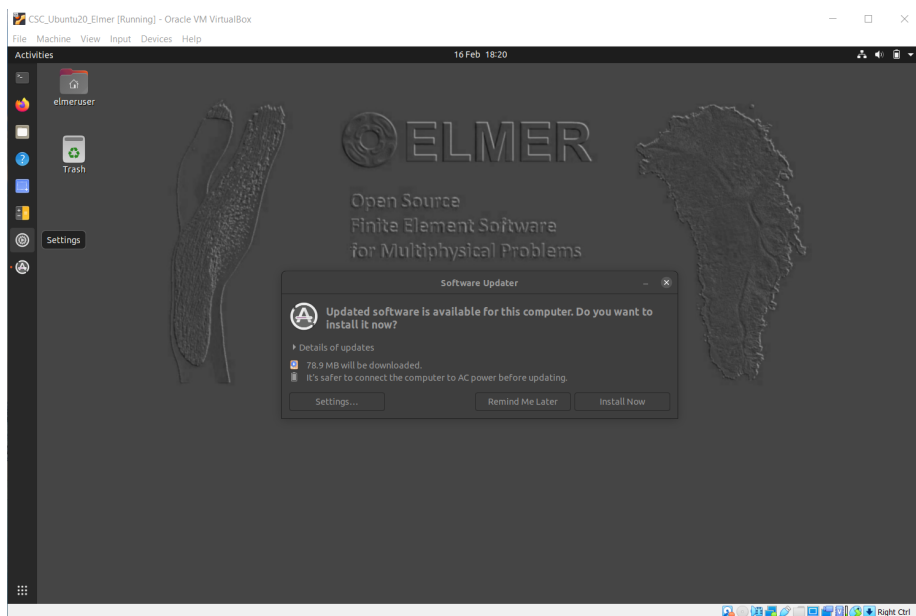 CSC_Ubuntu20_Elmer [Running] - Oracle VM VirtualBox
File Machine View Input Devices Help
Activities
16 Feb 18:20
elmeruser
Trash
Settings
ELMER
Open Source
Finite Element Software
for Multiphysical Problems
Software Updater
Updated software is available for this computer. Do you want to
install it now?
Details of updates
78.9 MB will be downloaded.
It's safer to connect the computer to AC power before updating.
Settings...
Remind Me Later
Install Now
Right Ctrl